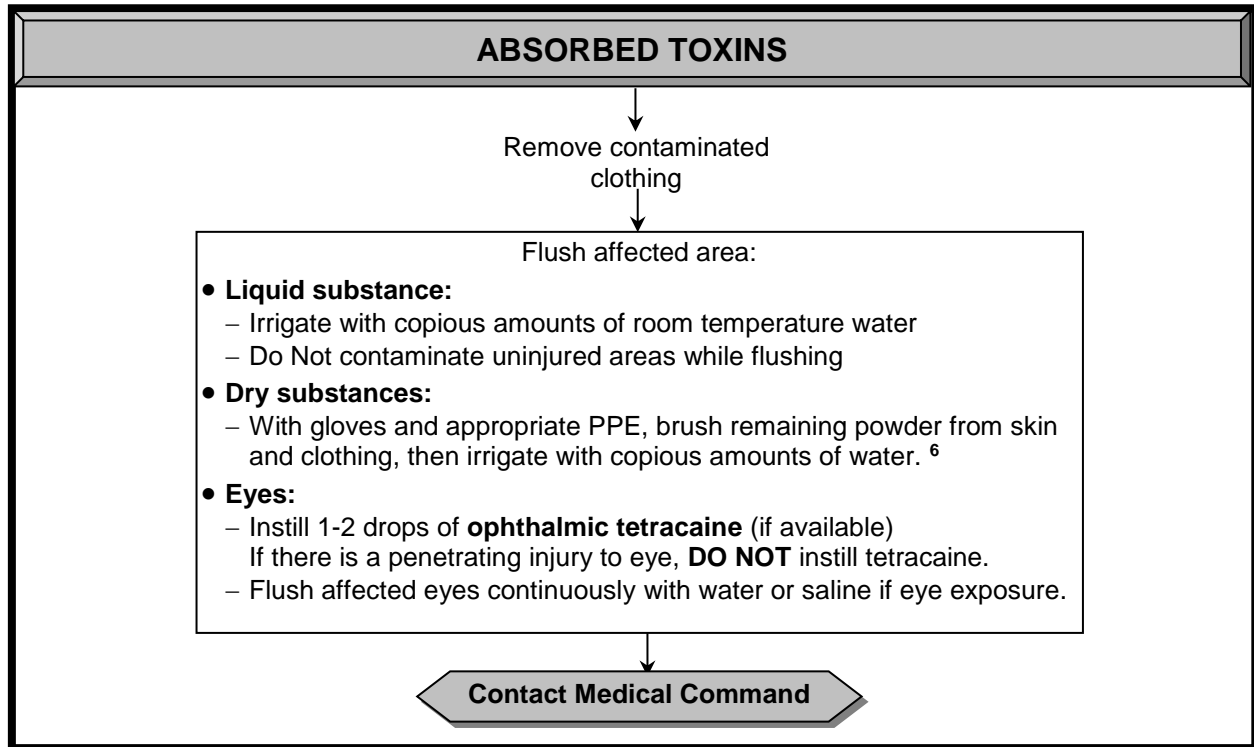 ABSORBED TOXINS
Remove contaminated
clothing
Flush affected area:
• Liquid substance:
– Irrigate with copious amounts of room temperature water
– Do Not contaminate uninjured areas while flushing
• Dry substances:
– With gloves and appropriate PPE, brush remaining powder from skin
and clothing, then irrigate with copious amounts of water. 6
• Eyes:
– Instill 1-2 drops of ophthalmic tetracaine (if available)
If there is a penetrating injury to eye, DO NOT instill tetracaine.
– Flush affected eyes continuously with water or saline if eye exposure.
Contact Medical Command